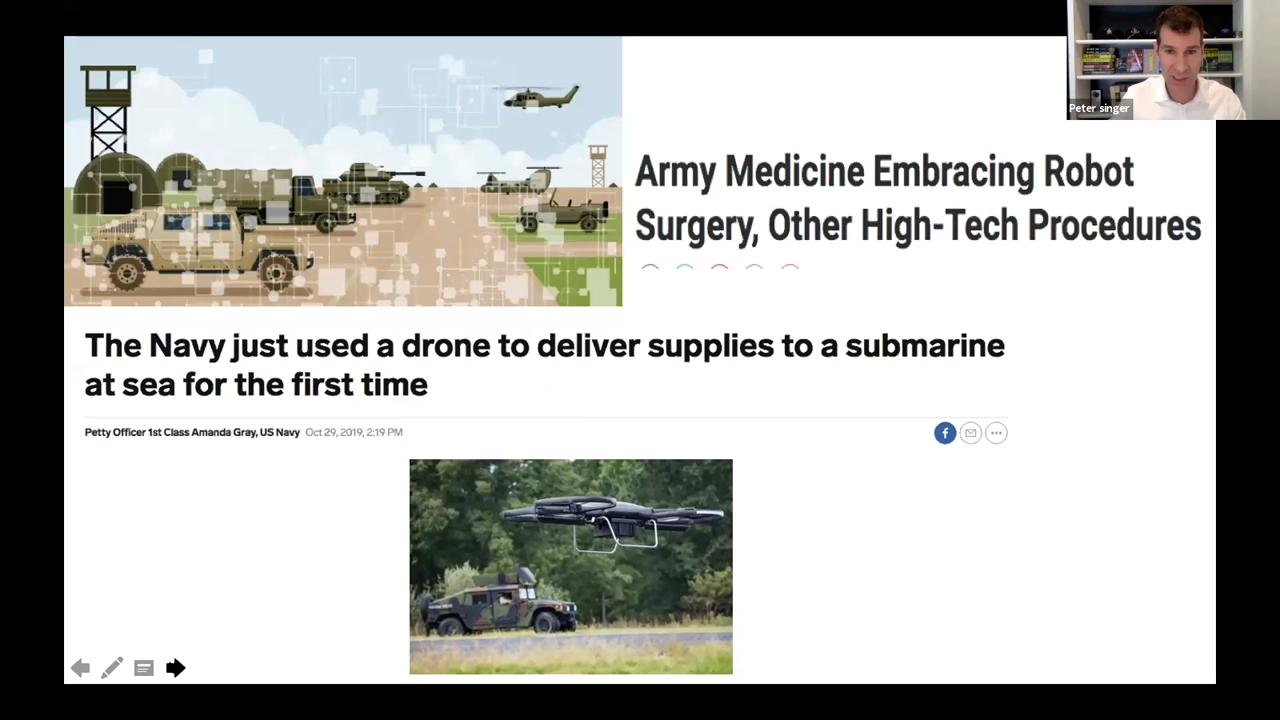 Peter singer
Army Medicine Embracing Robot
Surgery, Other High-Tech Procedures
The Navy just used a drone to deliver supplies to a submarine
at sea for the first time
Petty Officer 1st Class Amanda Gray, US Navy Oct 29, 2019, 2:19 PM
f